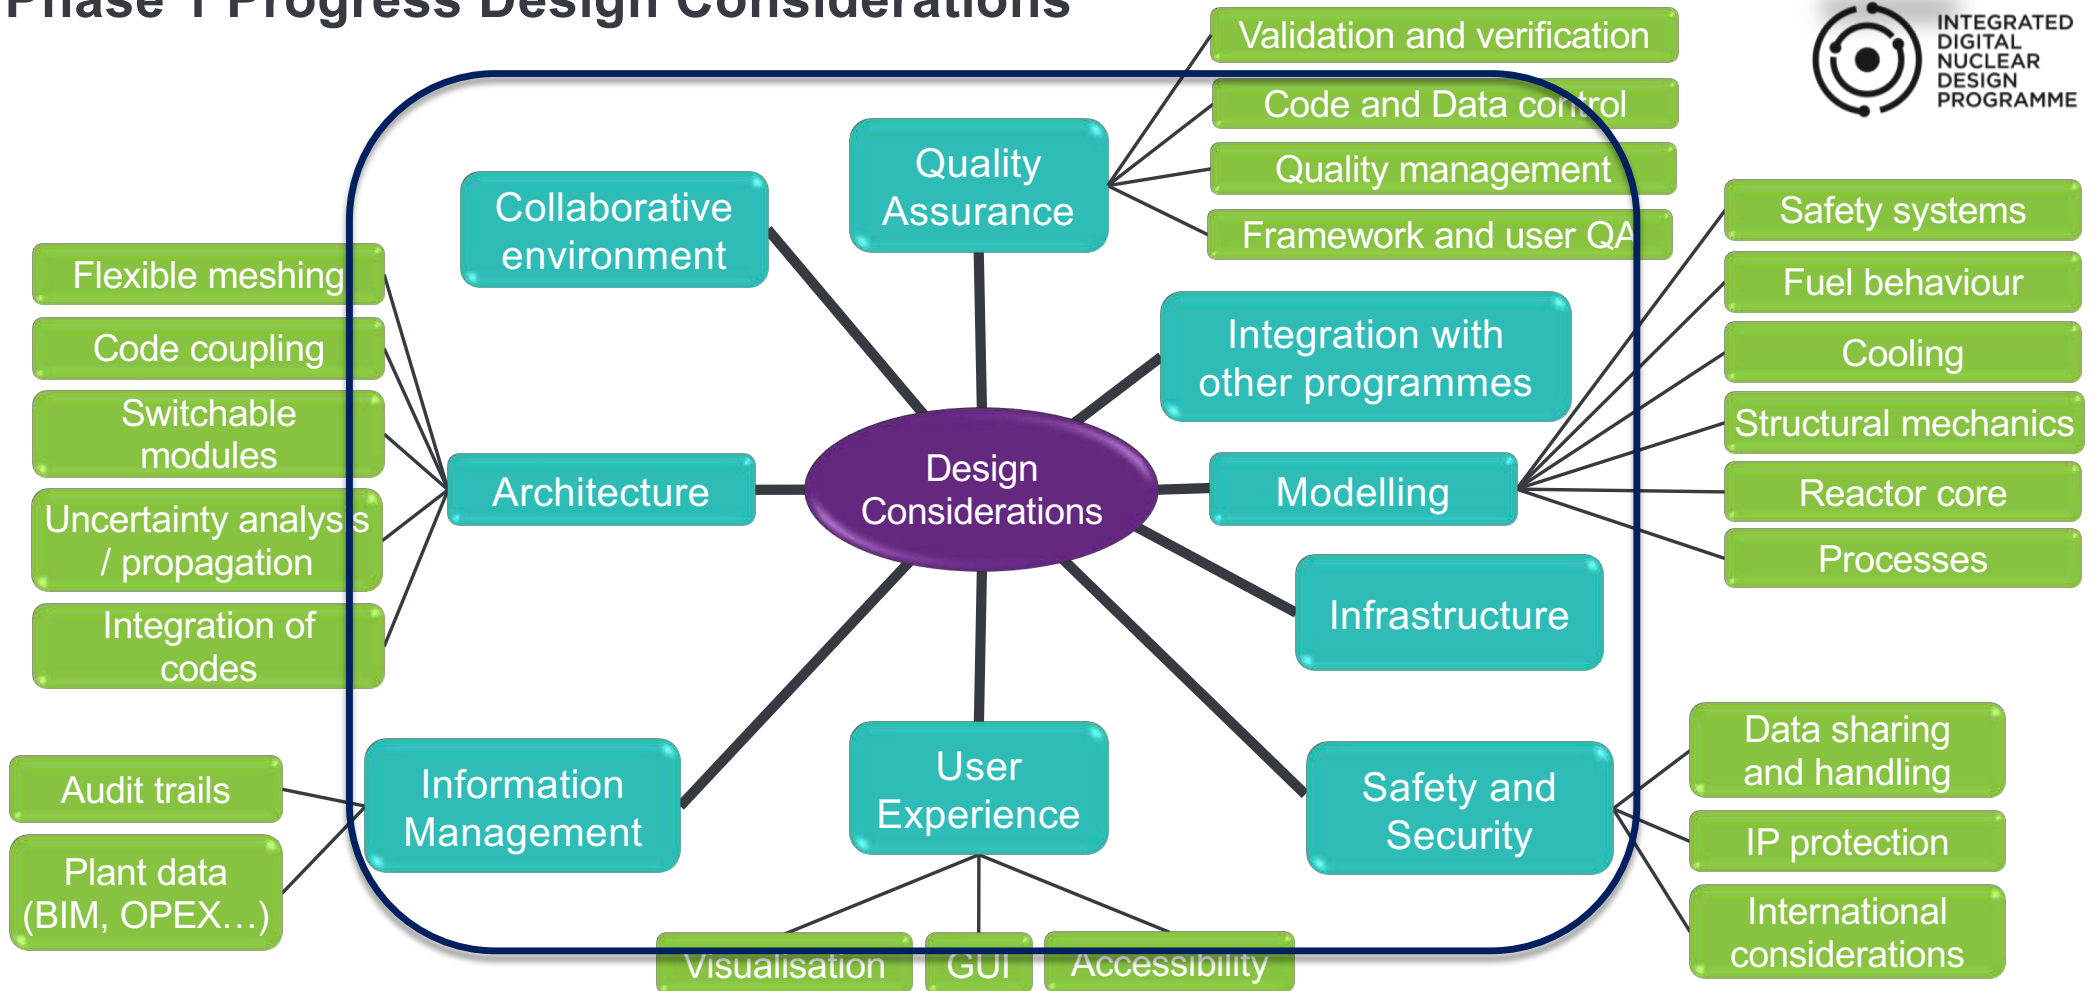 Phase 1 Progress Design Considerations
INTEGRATED
DIGITAL
NUCLEAR
DESIGN
PROGRAMME
Validation and verification
Code and Data control
Quality management
Framework and user QA
Quality
Assurance
Collaborative
environment
Integration with
other programmes
Safety systems
Fuel behaviour
Cooling
Structural mechanics
Reactor core
Processes
Flexible meshing
Code coupling
Switchable
modules
Uncertainty analysis
/ propagation
Integration of
codes
Architecture
Design
Considerations
Modelling
Infrastructure
Information
Management
User
Experience
Safety and
Security
Audit trails
Plant data
(BIM, OPEX…)
Data sharing
and handling
IP protection
International
considerations
Visualisation
GUI
Accessibility